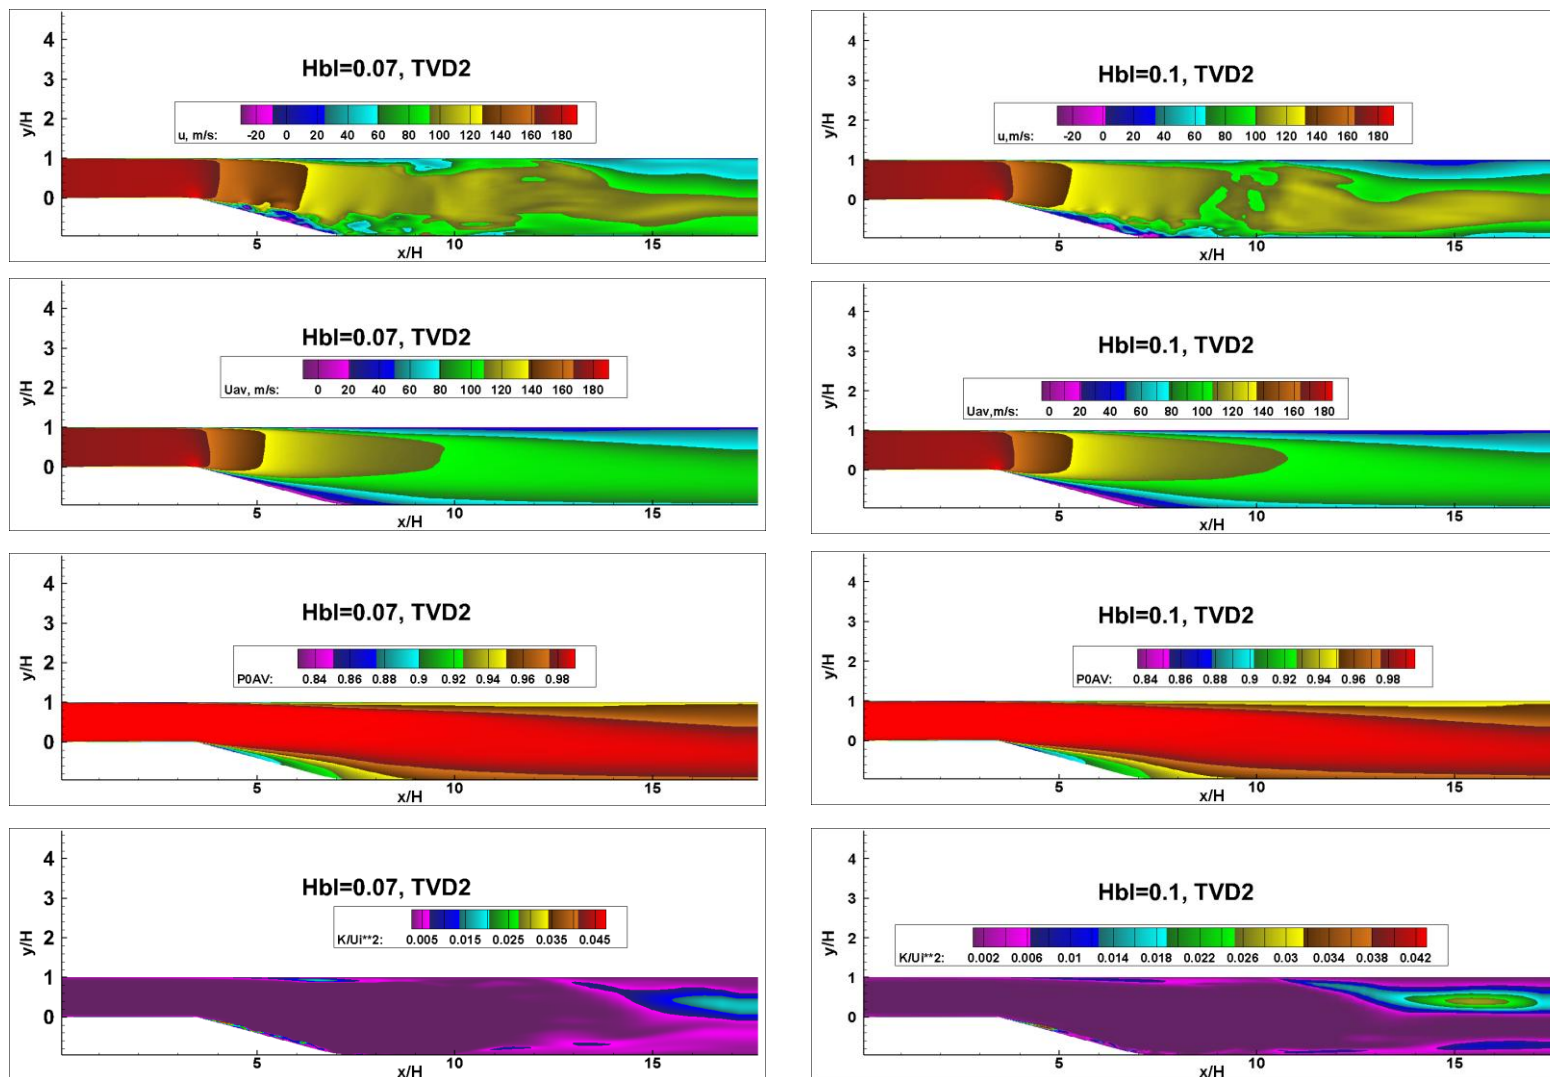 4
3
2
1
0
y/H
Hbl=0.07, TVD2
u, m/s: -20 0 20 40 60 80 100 120 140 160 180
5 10 15
x/H
4
3
2
1
0
y/H
Hbl=0.1, TVD2
u,m/s: -20 0 20 40 60 80 100 120 140 160 180
5 10 15
x/H
4
3
2
1
0
y/H
Hbl=0.07, TVD2
Uav, m/s: 0 20 40 60 80 100 120 140 160 180
5 10 15
x/H
4
3
2
1
0
y/H
Hbl=0.1, TVD2
Uav,m/s: 0 20 40 60 80 100 120 140 160 180
5 10 15
x/H
4
3
2
1
0
y/H
Hbl=0.07, TVD2
P0AV: 0.84 0.86 0.88 0.9 0.92 0.94 0.96 0.98
5 10 15
x/H
4
3
2
1
0
y/H
Hbl=0.1, TVD2
P0AV: 0.84 0.86 0.88 0.9 0.92 0.94 0.96 0.98
5 10 15
x/H
4
3
2
1
0
y/H
Hbl=0.07, TVD2
K/Ui**2: 0.005 0.015 0.025 0.035 0.045
5 10 15
x/H
4
3
2
1
0
y/H
Hbl=0.1, TVD2
K/Ui**2: 0.002 0.006 0.01 0.014 0.018 0.022 0.026 0.03 0.034 0.038 0.042
5 10 15
x/H